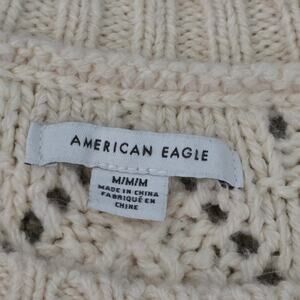 AMERICAN EAGLE
M/M/M
MADE IN CHINA
FABRIQUÉ EN
CHINE